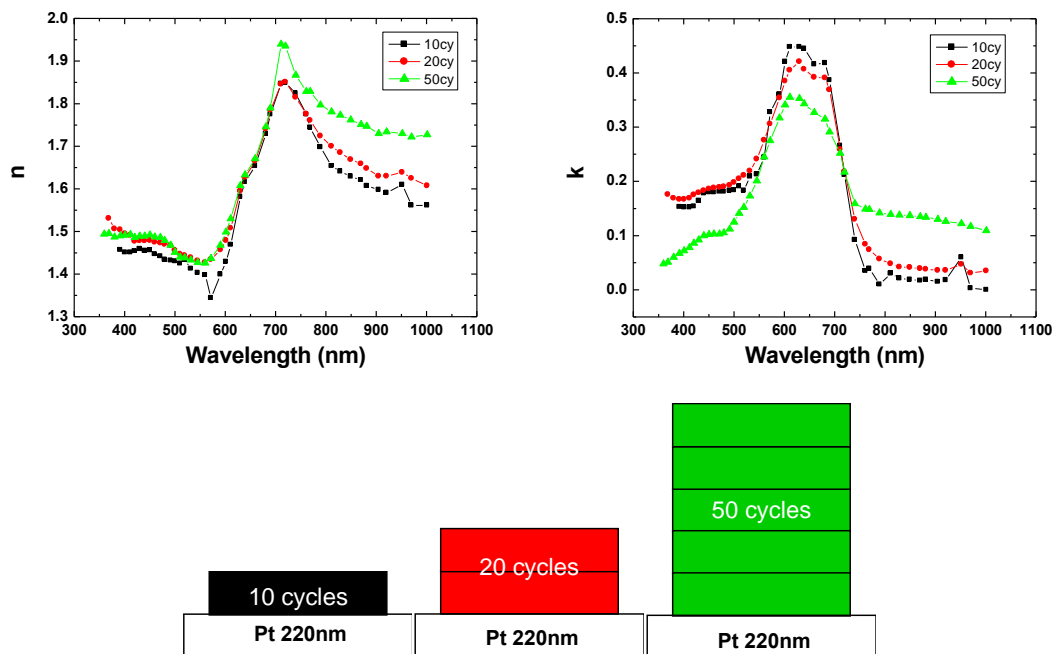 2.0
1.9
1.8
1.7
1.6
1.5
1.4
1.3
n
300 400 500 600 700 800 900 1000 1100
Wavelength (nm)
10cy
20cy
50cy
0.5
0.4
0.3
0.2
0.1
0.0
k
300 400 500 600 700 800 900 1000 1100
Wavelength (nm)
10cy
20cy
50cy
10 cycles
Pt 220nm
20 cycles
Pt 220nm
50 cycles
Pt 220nm